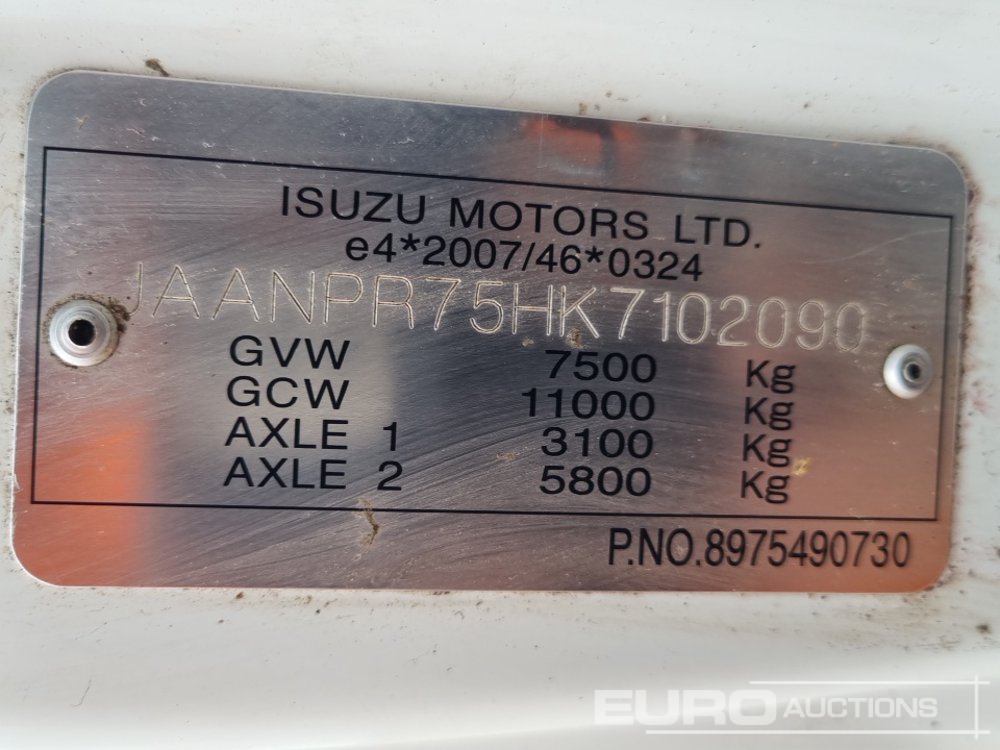 ISUZU MOTORS LTD.
e4*2007/46*0324
JAANPR75HK7102090
GVW 7500 Kg
GCW 11000 Kg
AXLE 1 3100 Kg
AXLE 2 5800 Kg
P.NO.8975490730
EURO AUCTIONS